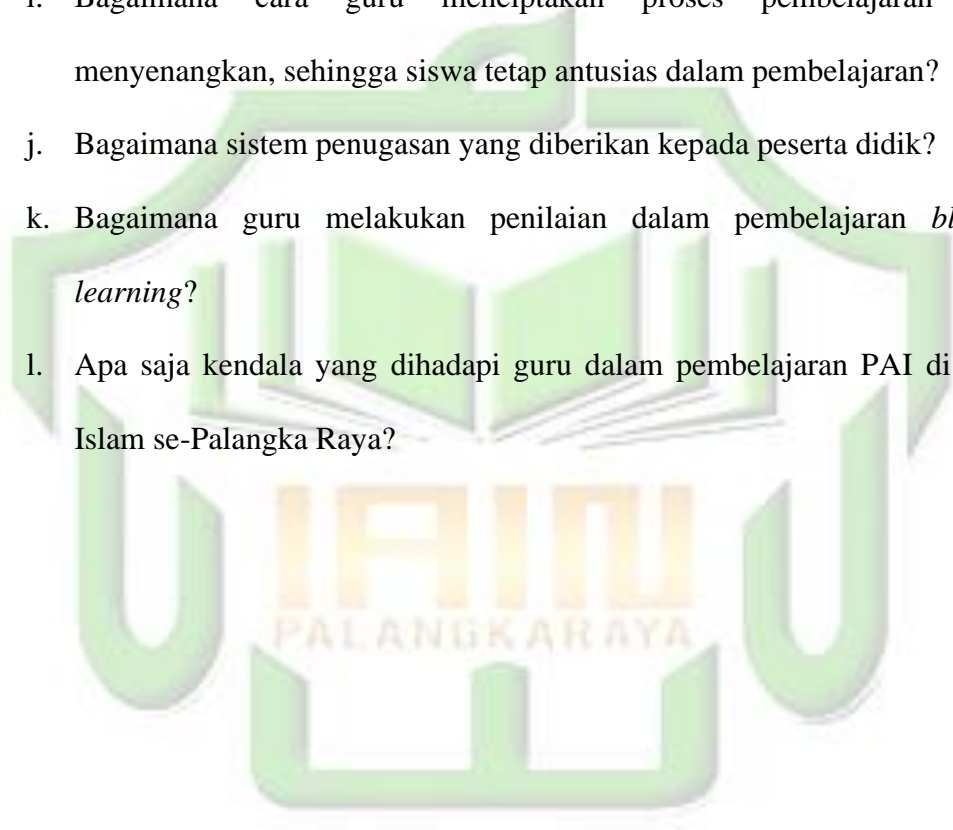 Bagaimana cara guru menciptakan proses pembelajaran
menyenangkan, sehingga siswa tetap antusias dalam pembelajaran?
j. Bagaimana sistem penugasan yang diberikan kepada peserta didik?
k. Bagaimana guru melakukan penilaian dalam pembelajaran
learning?
l. Apa saja kendala yang dihadapi guru dalam pembelajaran PAI di
Islam se-Palangka Raya?
IAIN
PALANGKARAYA